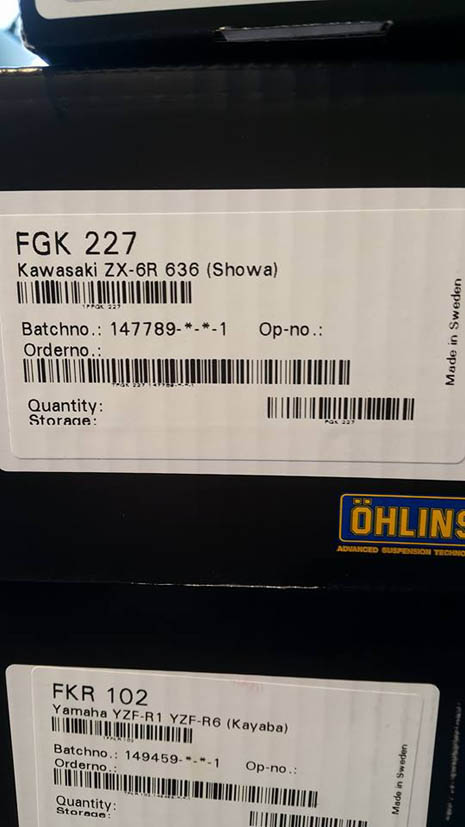 FGK 227
Kawasaki ZX-6R 636 (Showa)
Batchno.: 147789-*-*-1 Op-no.:
Orderno.:
Quantity:
Storage:
Made in Sweden
ÖHLINS
ADVANCED SUSPENSION
FKR 102
Yamaha YZF-R1 YZF-R6 (Kayaba)
Batchno.: 149459-*-*-1 Op-no.:
Orderno.:
Quantity:
Storage:
Made in Sweden